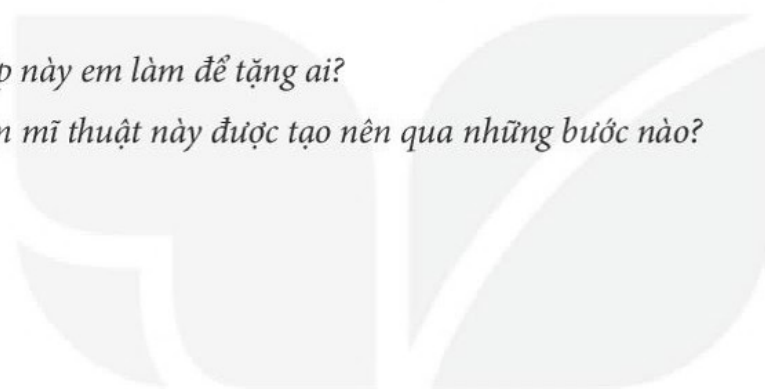 này em làm để tặng ai?
mĩ thuật này được tạo nên qua những bước nào?